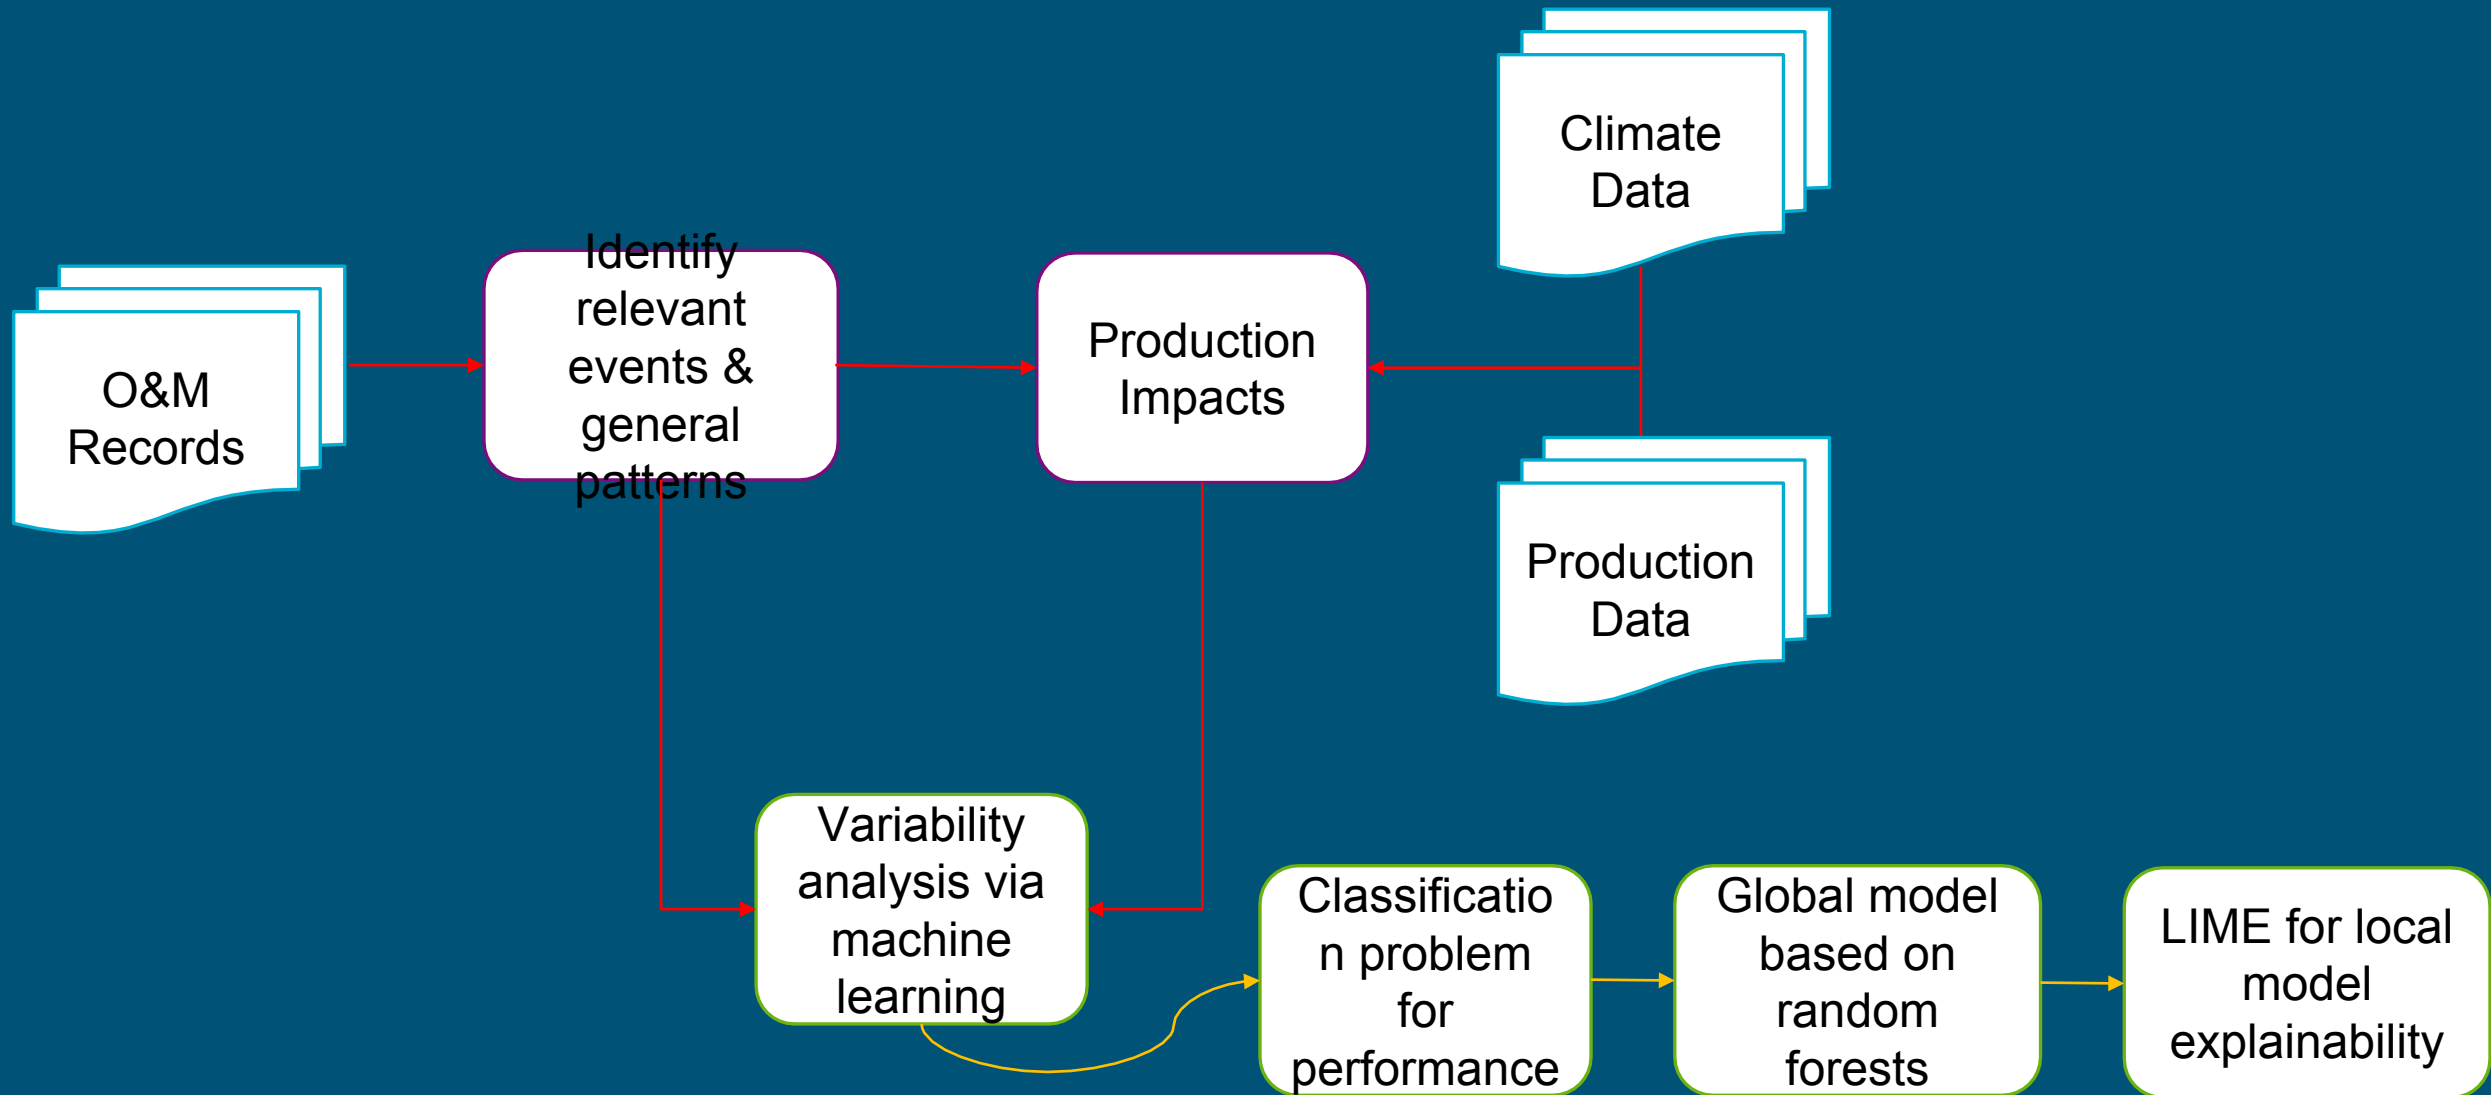 Climate
Data
Identify
relevant
events &
general
patterns
Production
Impacts
O&M
Records
Production
Data
Variability
analysis via
machine
learning
Classificatio
n problem
for
performance
Global model
based on
random
forests
LIME for local
model
explainability